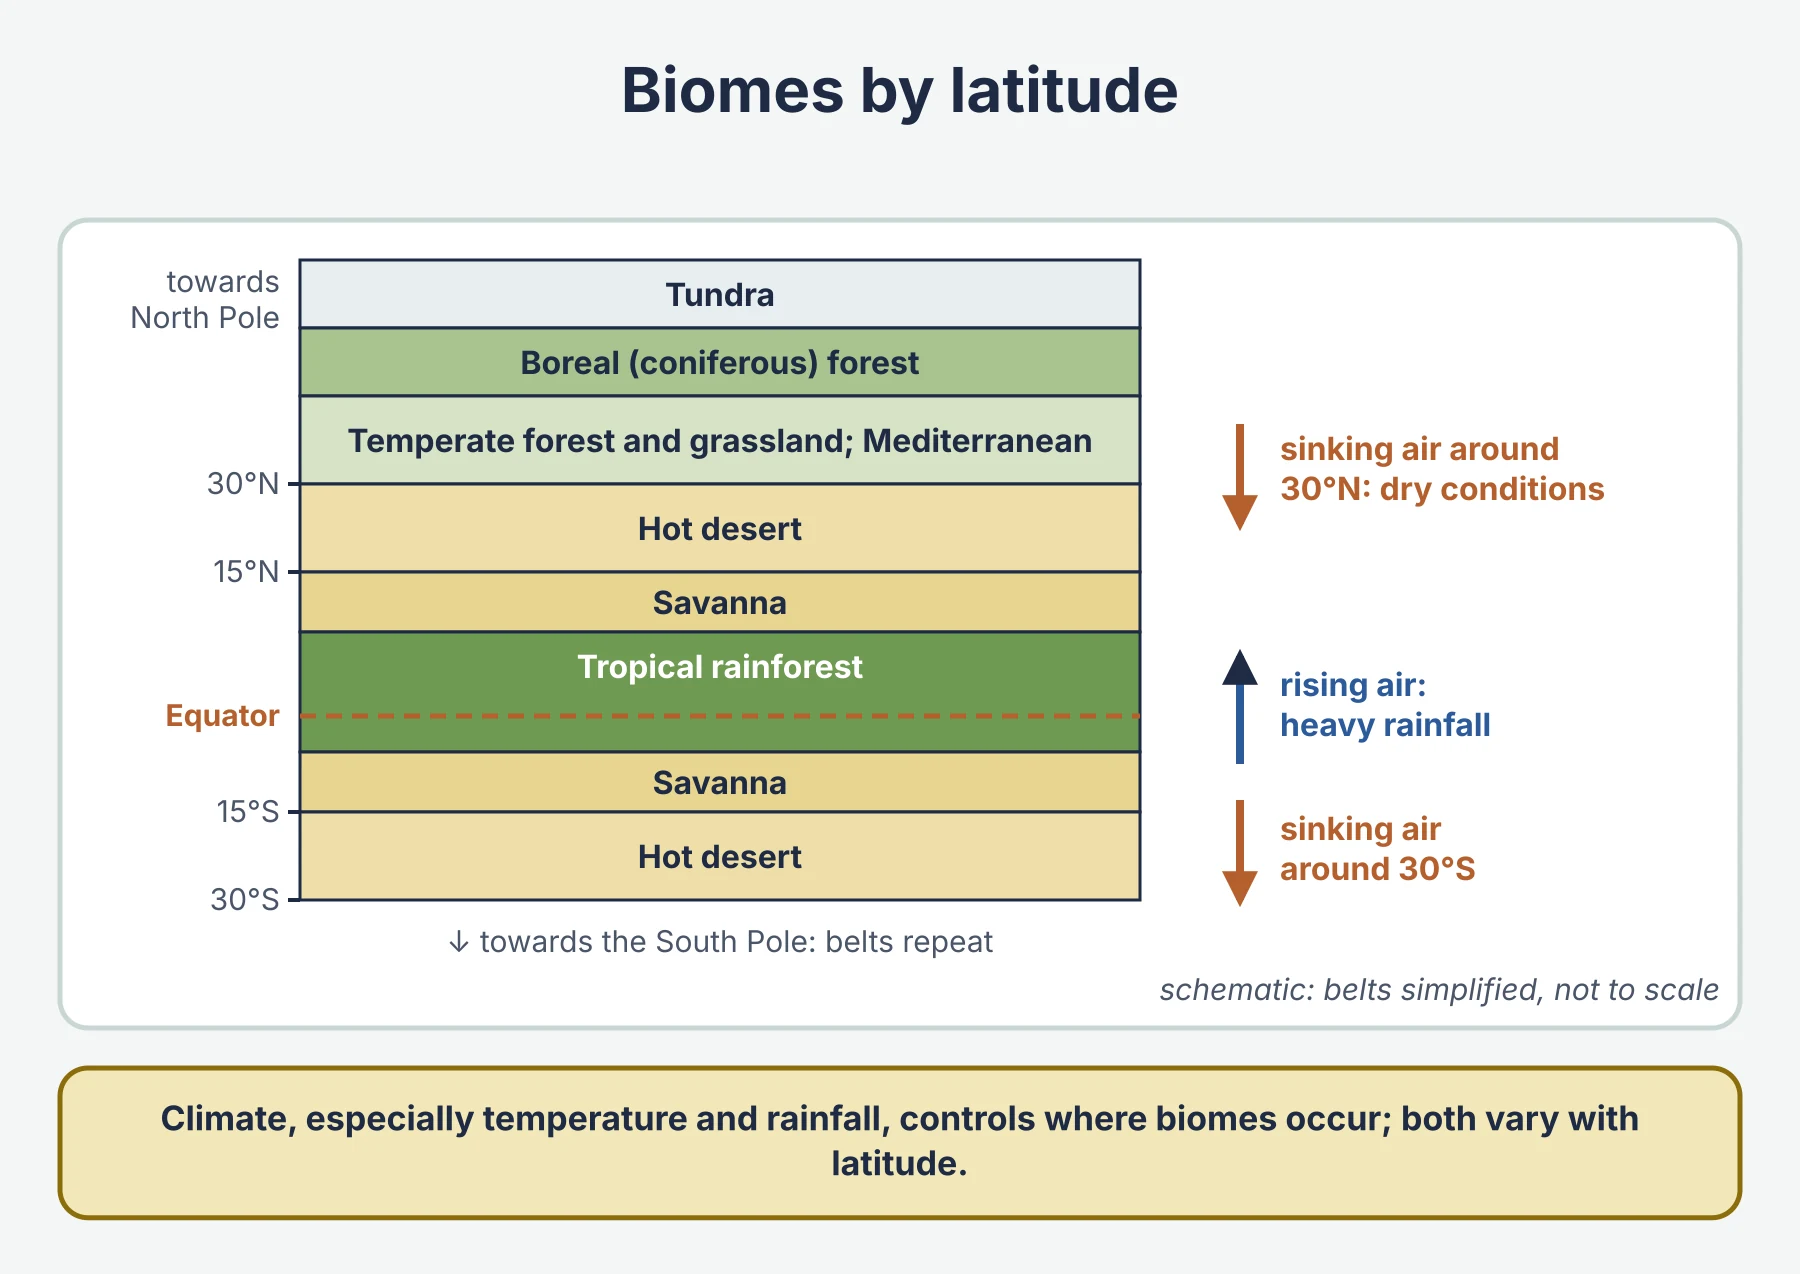 Biomes by latitude
towards
North Pole
Tundra
Boreal (coniferous) forest
Temperate forest and grassland; Mediterranean
sinking air around
30°N: dry conditions
30°N
Hot desert
15°N
Savanna
Tropical rainforest
rising air:
heavy rainfall
Equator
Savanna
15°S
sinking air
around 30°S
Hot desert
30°S
↓ towards the South Pole: belts repeat
schematic: belts simplified, not to scale
Climate, especially temperature and rainfall, controls where biomes occur; both vary with
latitude.